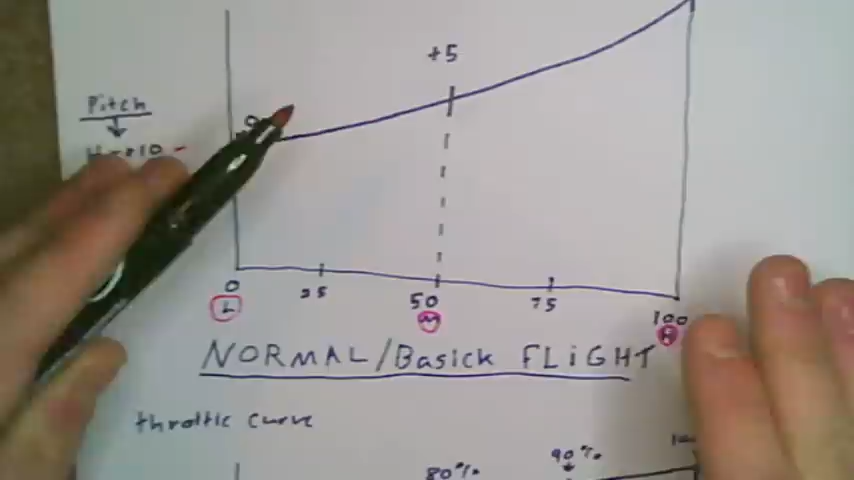 +5
Pitch
0
0 25 50 75 100
L M H
NORMAL/Basick FLiGHT
throttle curve
80% 90%